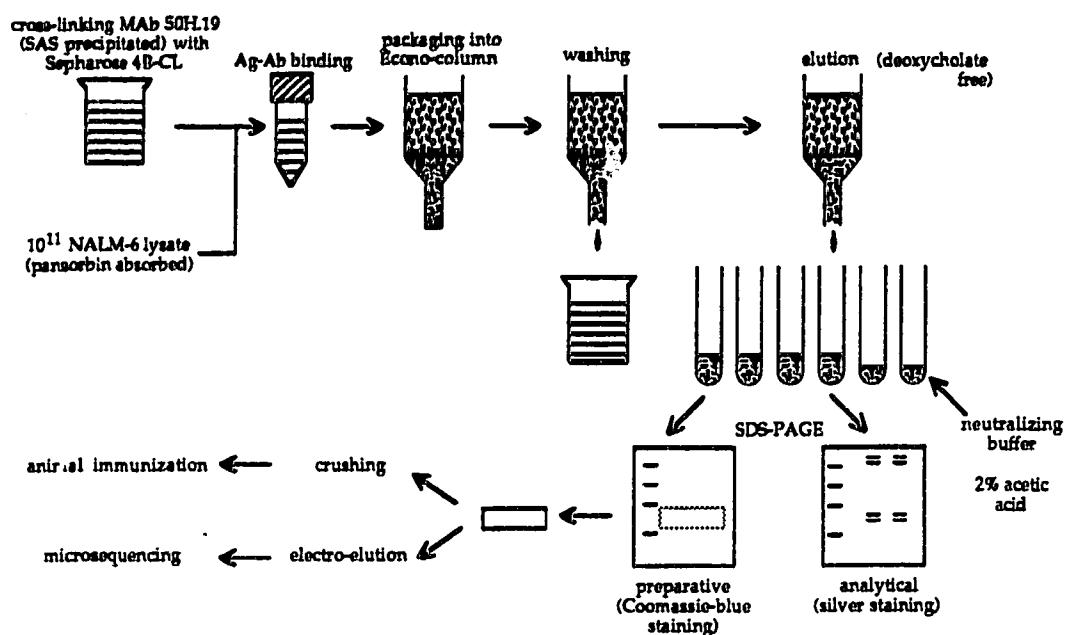 cross-linking MAb 50H.19
(SAS precipitated) with
Sepharose 4B-CL
Ag-Ab binding
packaging into
Econo-column
washing
elution (deoxycholate
free)
10¹¹ NALM-6 lysate
(pansorbin absorbed)
SDS-PAGE
neutralizing
buffer
2% acetic
acid
animal immunization
crushing
microsequencing
electro-elution
preparative
(Coomassie-blue
staining)
analytical
(silver staining)